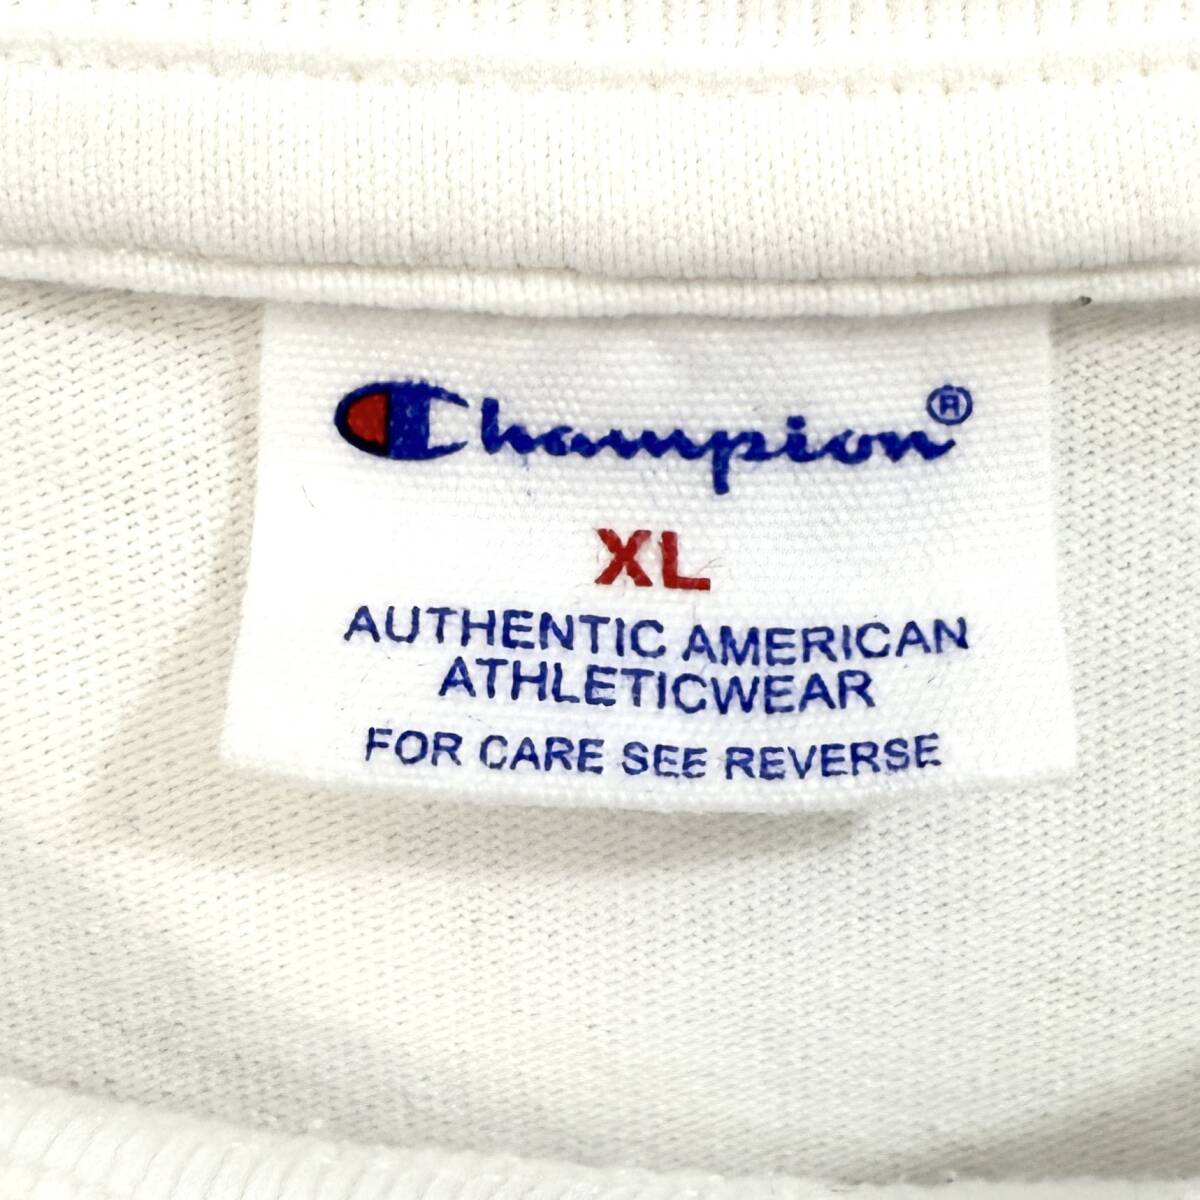 Champion®
XL
AUTHENTIC AMERICAN
ATHLETICWEAR
FOR CARE SEE REVERSE